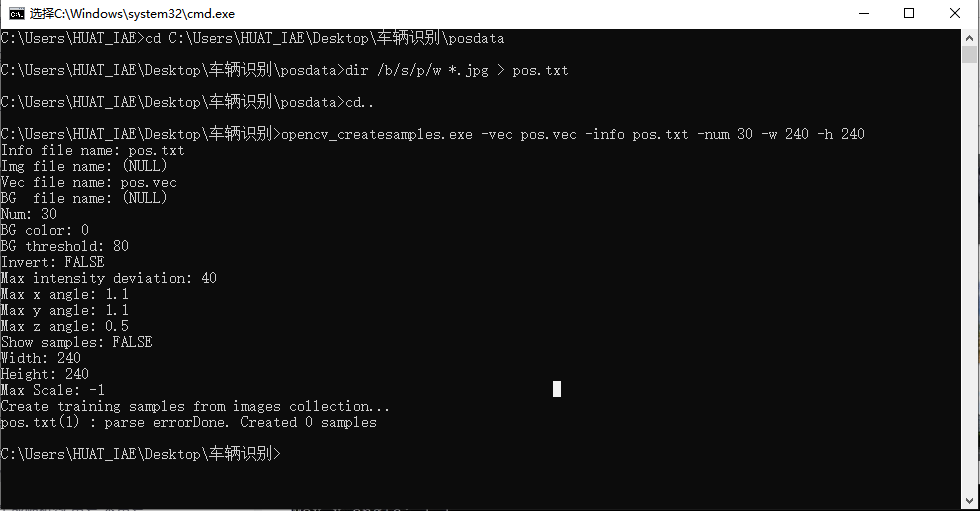 选择C:\Windows\system32\cmd.exe
C:\Users\HUAT_IAE>cd C:\Users\HUAT_IAE\Desktop\车辆识别\posdata
C:\Users\HUAT_IAE\Desktop\车辆识别\posdata>dir /b/s/p/w *.jpg > pos.txt
C:\Users\HUAT_IAE\Desktop\车辆识别\posdata>cd..
C:\Users\HUAT_IAE\Desktop\车辆识别>opencv_createsamples.exe -vec pos.vec -info pos.txt -num 30 -w 240 -h 240
Info file name: pos.txt
Img file name: (NULL)
Vec file name: pos.vec
BG  file name: (NULL)
Num: 30
BG color: 0
BG threshold: 80
Invert: FALSE
Max intensity deviation: 40
Max x angle: 1.1
Max y angle: 1.1
Max z angle: 0.5
Show samples: FALSE
Width: 240
Height: 240
Max Scale: -1
Create training samples from images collection...
pos.txt(1) : parse errorDone. Created 0 samples
C:\Users\HUAT_IAE\Desktop\车辆识别>